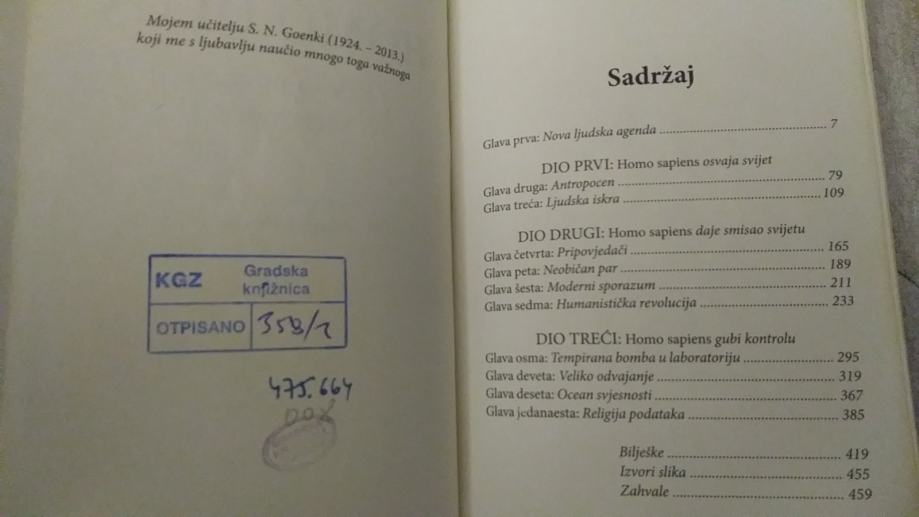 Mojem učitelju S. N. Goenki (1924. – 2013.)
koji me s ljubavlju naučio mnogo toga važnoga
KGZ Gradska
knjižnica
OTPISANO 358/1
475.664
DOX
Sadržaj
Glava prva: Nova ljudska agenda 7
DIO PRVI: Homo sapiens osvaja svijet
Glava druga: Antropocen 79
Glava treća: Ljudska iskra 109
DIO DRUGI: Homo sapiens daje smisao svijetu
Glava četvrta: Pripovjedači 165
Glava peta: Neobičan par 189
Glava šesta: Moderni sporazum 211
Glava sedma: Humanistička revolucija 233
DIO TREĆI: Homo sapiens gubi kontrolu
Glava osma: Tempirana bomba u laboratoriju 295
Glava deveta: Veliko odvajanje 319
Glava deseta: Ocean svjesnosti 367
Glava jedanaesta: Religija podataka 385
Bilješke 419
Izvori slika 455
Zahvale 459